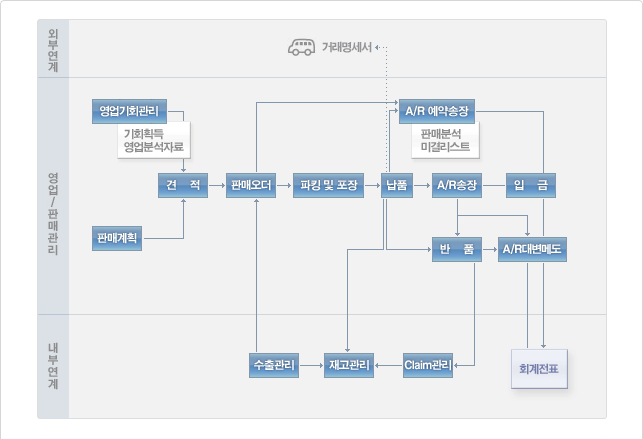 외부연계
거래명세서
영업/판매관리
영업기회관리
기회획득
영업분석자료
A/R 예약송장
판매분석
미결리스트
견 적
판매오더
파킹 및 포장
납품
A/R송장
입 금
판매계획
반 품
A/R대변메모
내부연계
수출관리
재고관리
Claim관리
회계전표